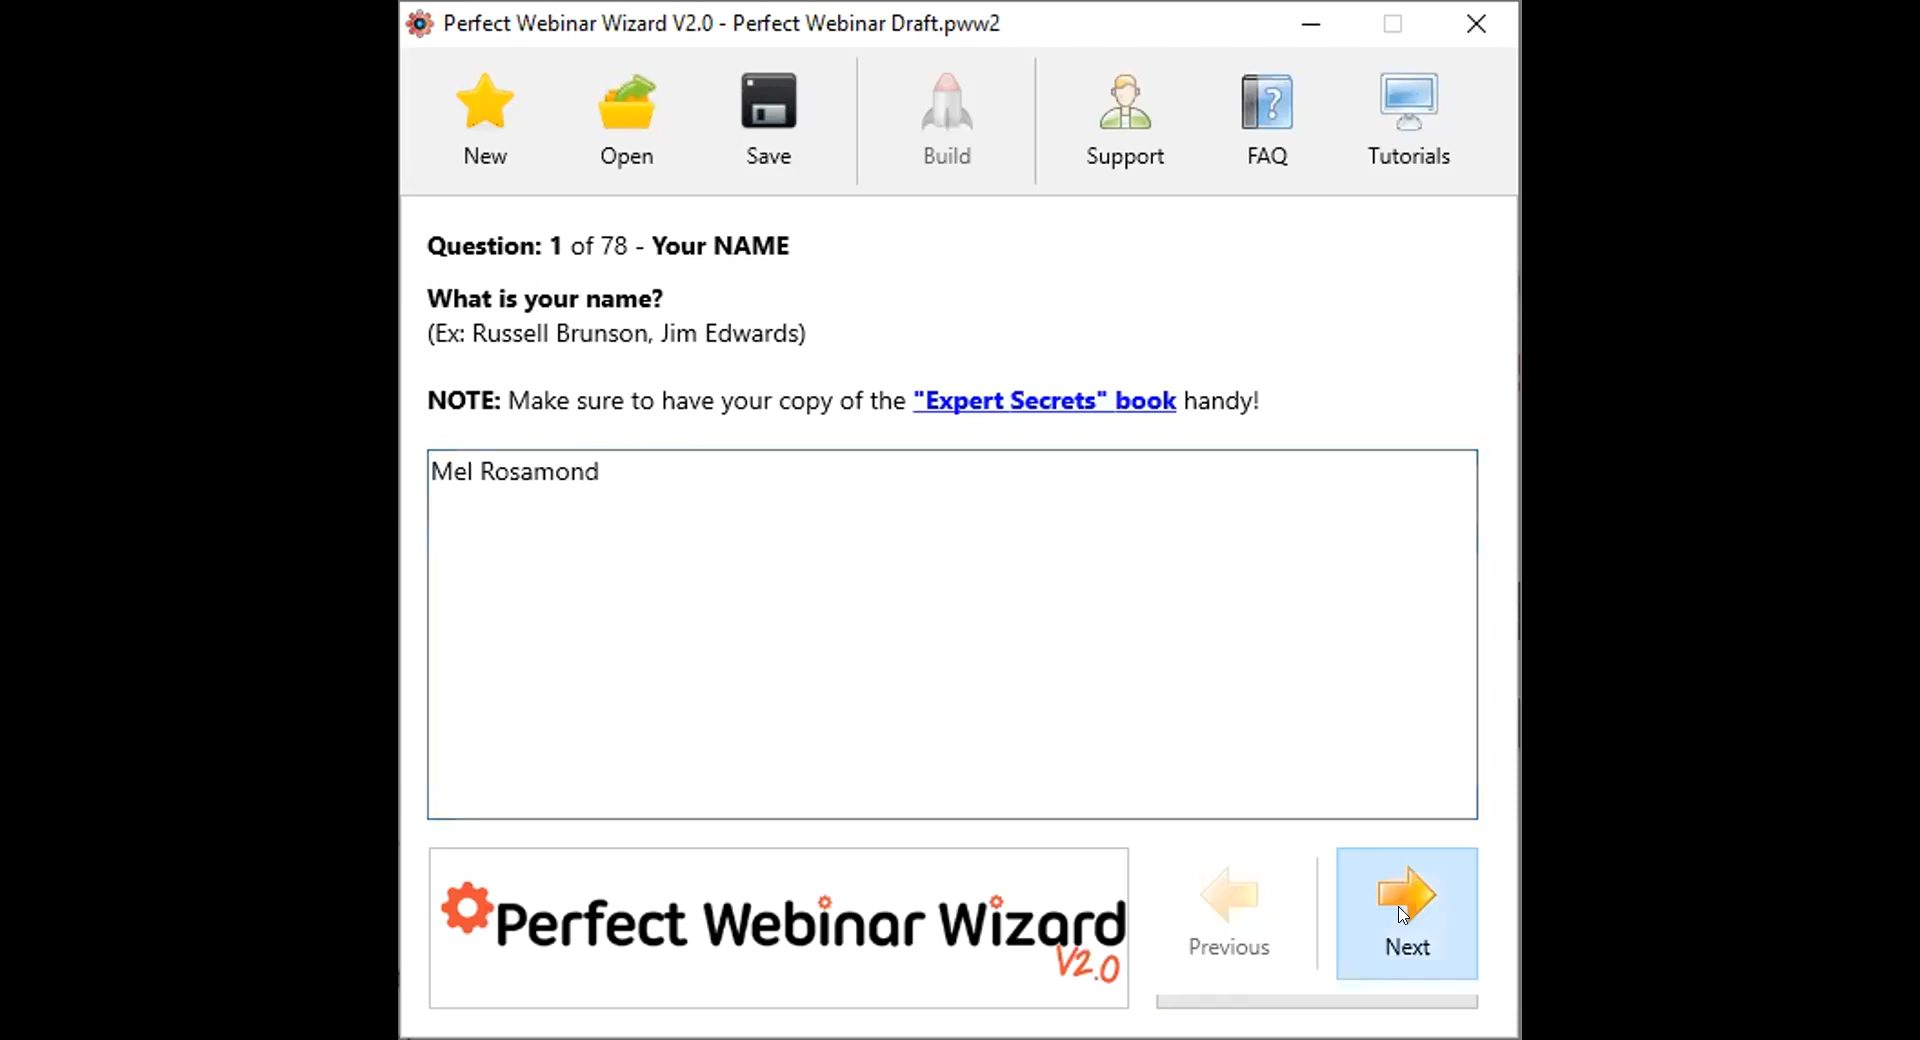 Perfect Webinar Wizard V2.0 - Perfect Webinar Draft.pww2
New Open Save Build Support FAQ Tutorials
Question: 1 of 78 - Your NAME
What is your name?
(Ex: Russell Brunson, Jim Edwards)
NOTE: Make sure to have your copy of the "Expert Secrets" book handy!
Mel Rosamond
Perfect Webinar Wizard
V2.0
Previous Next